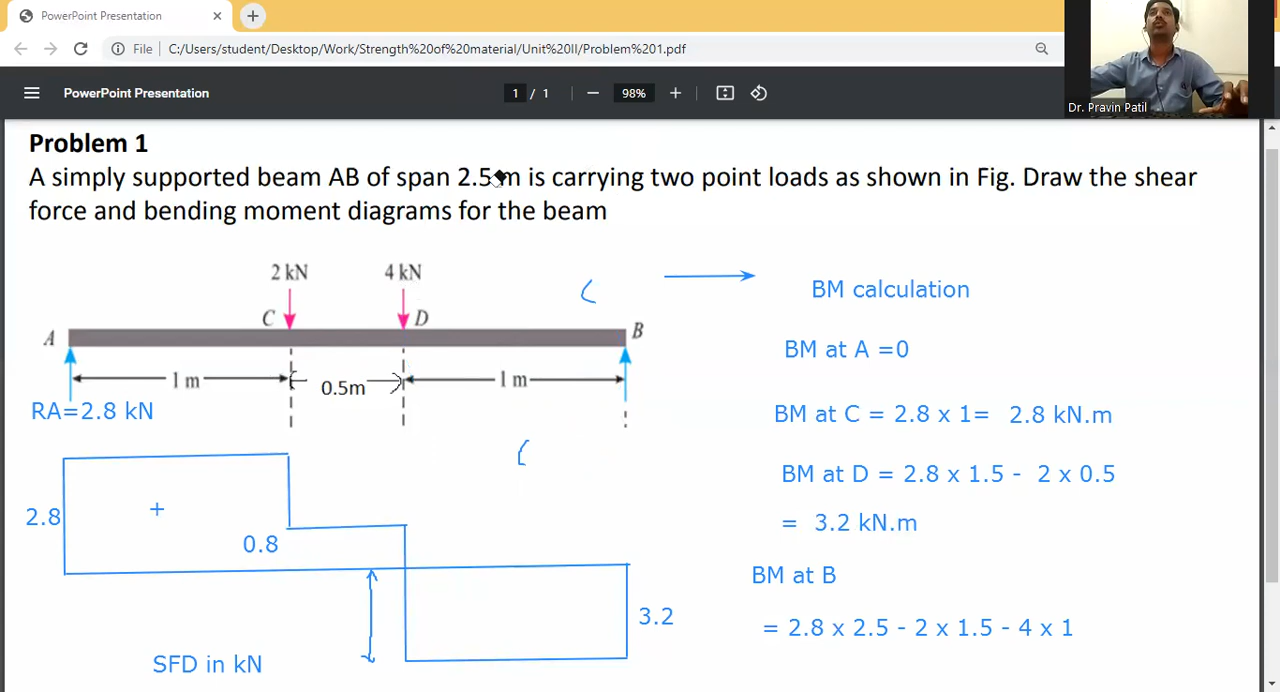 PowerPoint Presentation
File C:/Users/student/Desktop/Work/Strength%20of%20material/Unit%20II/Problem%201.pdf
PowerPoint Presentation
1 / 1
98%
Dr. Pravin Patil
Problem 1
A simply supported beam AB of span 2.5m is carrying two point loads as shown in Fig. Draw the shear
force and bending moment diagrams for the beam
2 kN
4 kN
C
D
A
B
1 m
0.5m
1 m
RA=2.8 kN
2.8
+
0.8
3.2
SFD in kN
BM calculation
BM at A =0
BM at C = 2.8 x 1= 2.8 kN.m
BM at D = 2.8 x 1.5 - 2 x 0.5
= 3.2 kN.m
BM at B
= 2.8 x 2.5 - 2 x 1.5 - 4 x 1